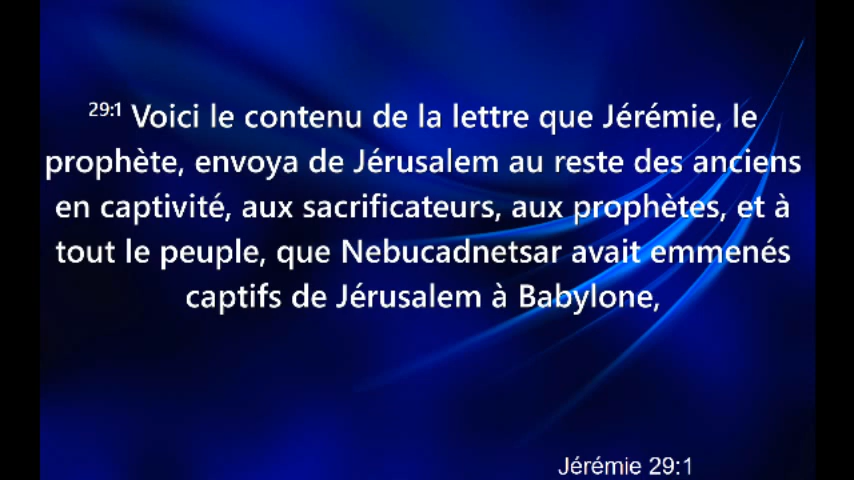 29:1 Voici le contenu de la lettre que Jérémie, le
prophète, envoya de Jérusalem au reste des anciens
en captivité, aux sacrificateurs, aux prophètes, et à
tout le peuple, que Nebucadnetsar avait emmenés
captifs de Jérusalem à Babylone,
Jérémie 29:1